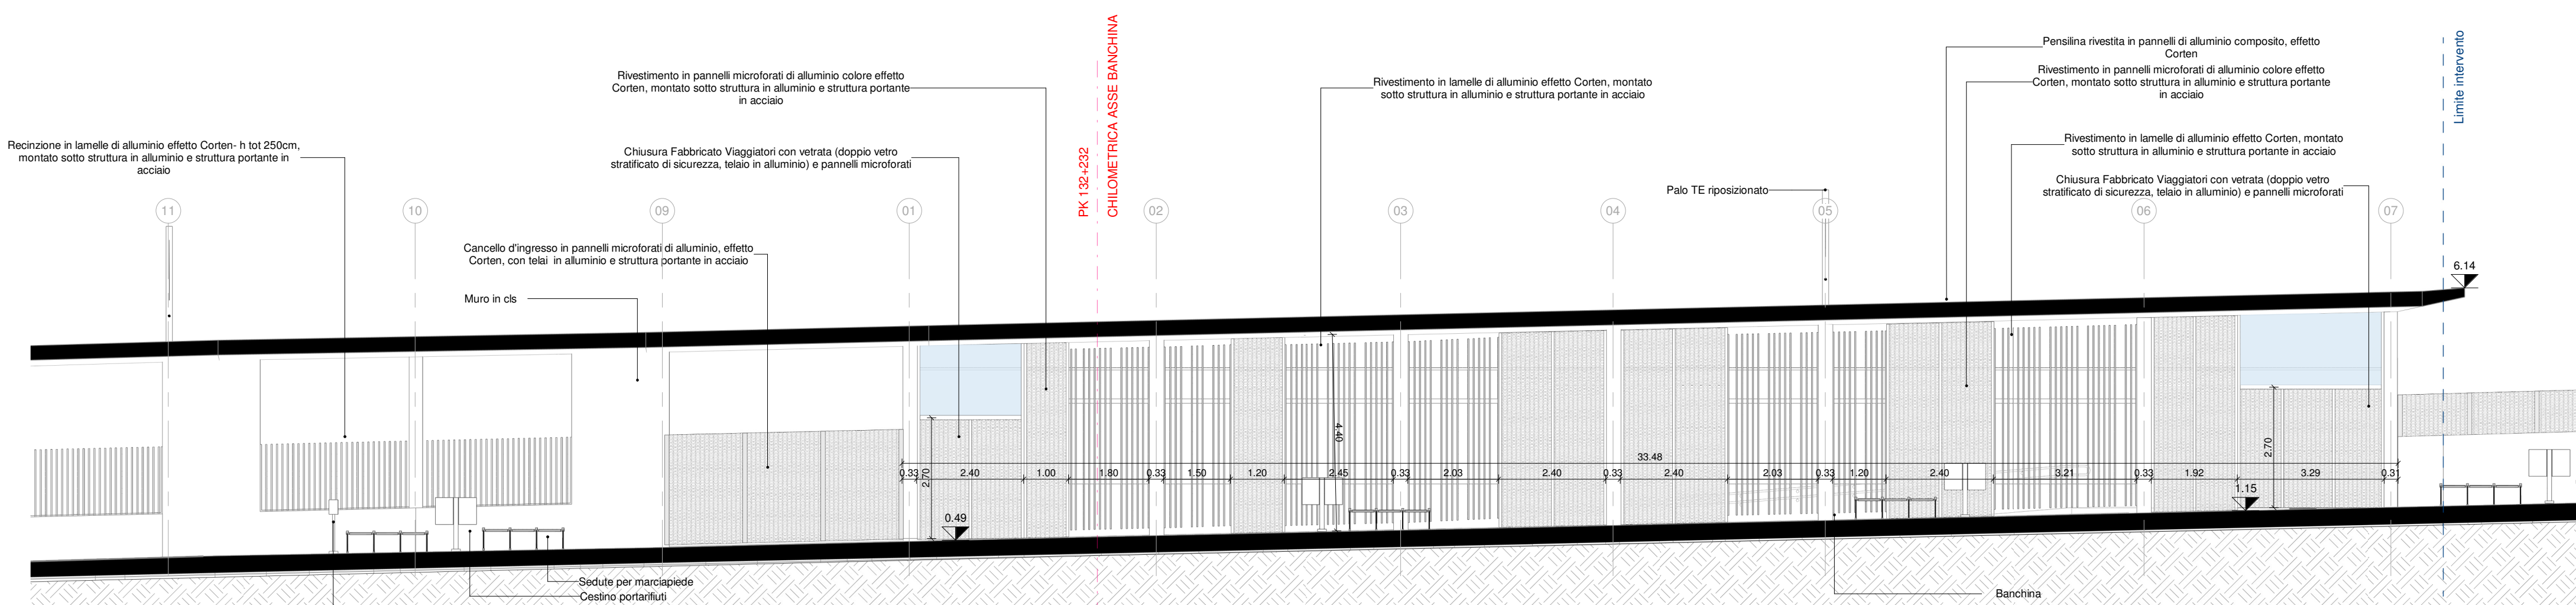 Recinzione in lamelle di alluminio effetto Corten- h tot 250cm,
montato sotto struttura in alluminio e struttura portante in
acciaio
Rivestimento in pannelli microforati di alluminio colore effetto
Corten, montato sotto struttura in alluminio e struttura portante
in acciaio
Chiusura Fabbricato Viaggiatori con vetrata (doppio vetro
stratificato di sicurezza, telaio in alluminio) e pannelli microforati
Cancello d'ingresso in pannelli microforati di alluminio, effetto
Corten, con telai in alluminio e struttura portante in acciaio
Muro in cls
PK 132+232
CHILOMETRICA ASSE BANCHINA
Rivestimento in lamelle di alluminio effetto Corten, montato
sotto struttura in alluminio e struttura portante in acciaio
Palo TE riposizionato
Pensilina rivestita in pannelli di alluminio composito, effetto
Corten
Rivestimento in pannelli microforati di alluminio colore effetto
Corten, montato sotto struttura in alluminio e struttura portante
in acciaio
Rivestimento in lamelle di alluminio effetto Corten, montato
sotto struttura in alluminio e struttura portante in acciaio
Chiusura Fabbricato Viaggiatori con vetrata (doppio vetro
stratificato di sicurezza, telaio in alluminio) e pannelli microforati
Limite intervento
11 10 09 01 02 03 04 05 06 07
6.14
4.40
2.70
2.70
33.48
0.33 2.40 1.00 1.80 0.33 1.50 1.20 2.45 0.33 2.03 2.40 0.33 2.40 2.03 0.33 1.20 2.40 3.21 0.33 1.92 3.29 0.31
0.49
1.15
Sedute per marciapiede
Cestino portarifiuti
Banchina